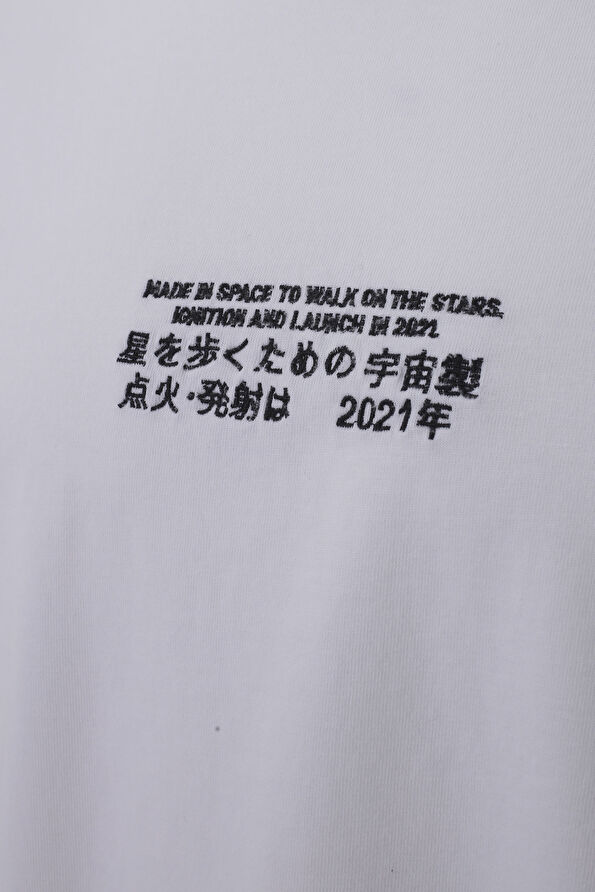 MADE IN SPACE TO WALK ON THE STARS.
IGNITION AND LAUNCH IN 2021
星を歩くための宇宙製
点火・発射は 2021年